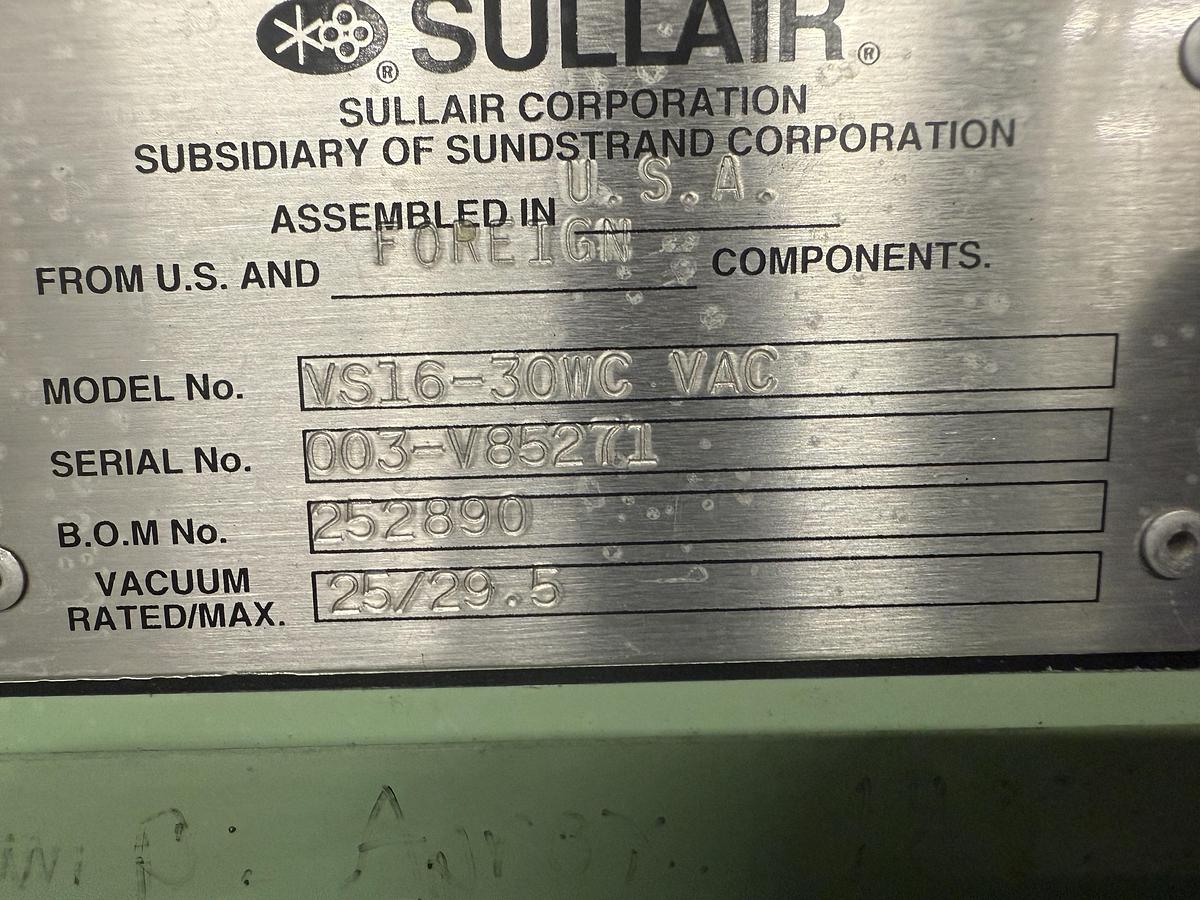 SULLAIR®
SULLAIR CORPORATION
SUBSIDIARY OF SUNDSTRAND CORPORATION
ASSEMBLED IN U.S.A.
FROM U.S. AND FOREIGN COMPONENTS.
MODEL No. VS16-30WC VAC
SERIAL No. 003-V85271
B.O.M No. 252890
VACUUM
RATED/MAX. 25/29.5